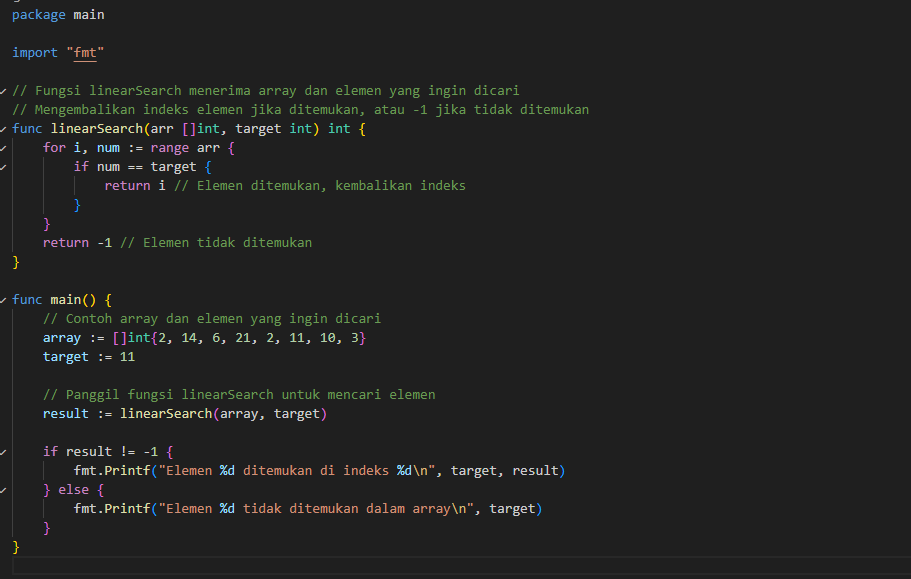 package main
import "fmt"
// Fungsi linearSearch menerima array dan elemen yang ingin dicari
// Mengembalikan indeks elemen jika ditemukan, atau -1 jika tidak ditemukan
func linearSearch(arr []int, target int) int {
    for i, num := range arr {
        if num == target {
            return i // Elemen ditemukan, kembalikan indeks
        }
    }
    return -1 // Elemen tidak ditemukan
}
func main() {
    // Contoh array dan elemen yang ingin dicari
    array := []int{2, 14, 6, 21, 2, 11, 10, 3}
    target := 11
    // Panggil fungsi linearSearch untuk mencari elemen
    result := linearSearch(array, target)
    if result != -1 {
        fmt.Printf("Elemen %d ditemukan di indeks %d\n", target, result)
    } else {
        fmt.Printf("Elemen %d tidak ditemukan dalam array\n", target)
    }
}